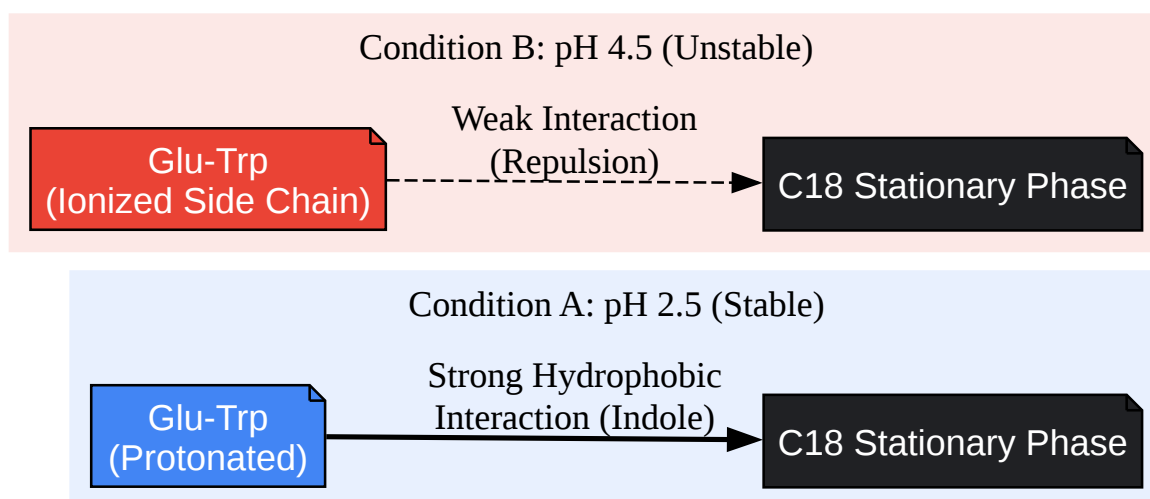 Condition B: pH 4.5 (Unstable)
Weak Interaction
(Repulsion)
Glu-Trp
(Ionized Side Chain)
C18 Stationary Phase
Condition A: pH 2.5 (Stable)
Strong Hydrophobic
Interaction (Indole)
Glu-Trp
(Protonated)
C18 Stationary Phase